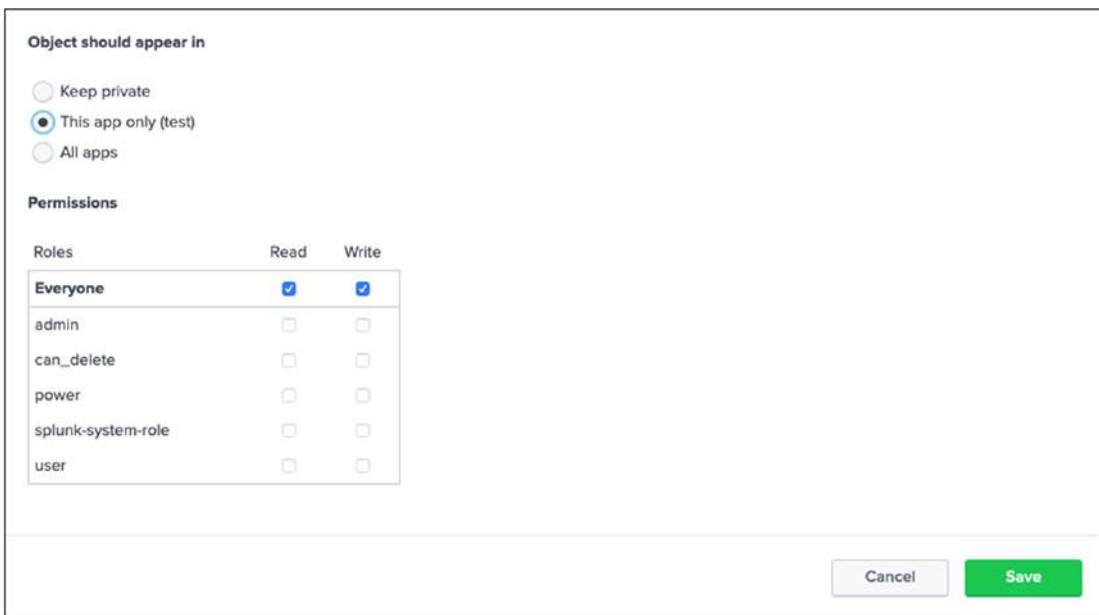 Object should appear in
Keep private
This app only (test)
All apps
Permissions
Roles Read Write
Everyone
admin
can_delete
power
splunk-system-role
user
Cancel Save